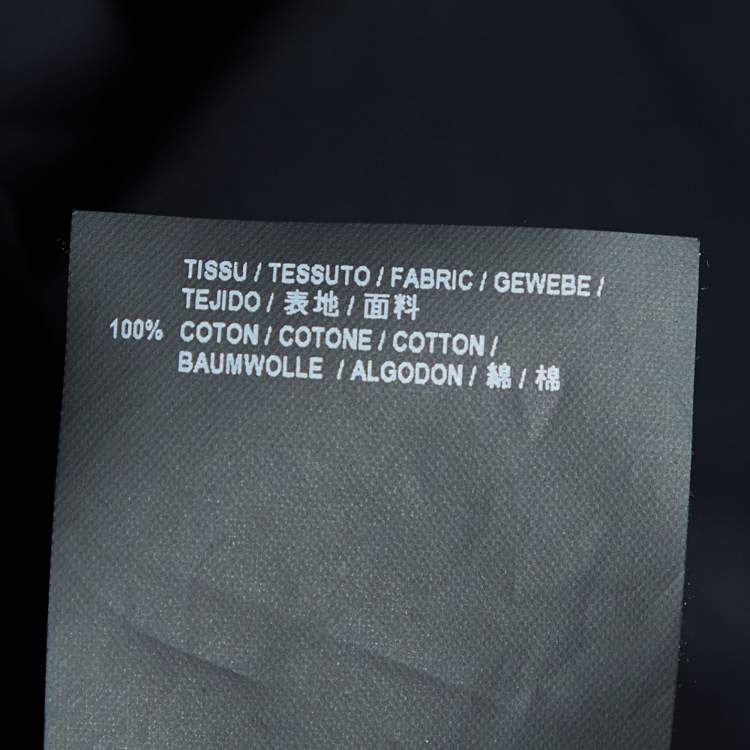 TISSU / TESSUTO / FABRIC / GEWEBE /
TEJIDO / 表地 / 面料
100% COTON / COTONE / COTTON /
BAUMWOLLE / ALGODON / 綿 / 棉